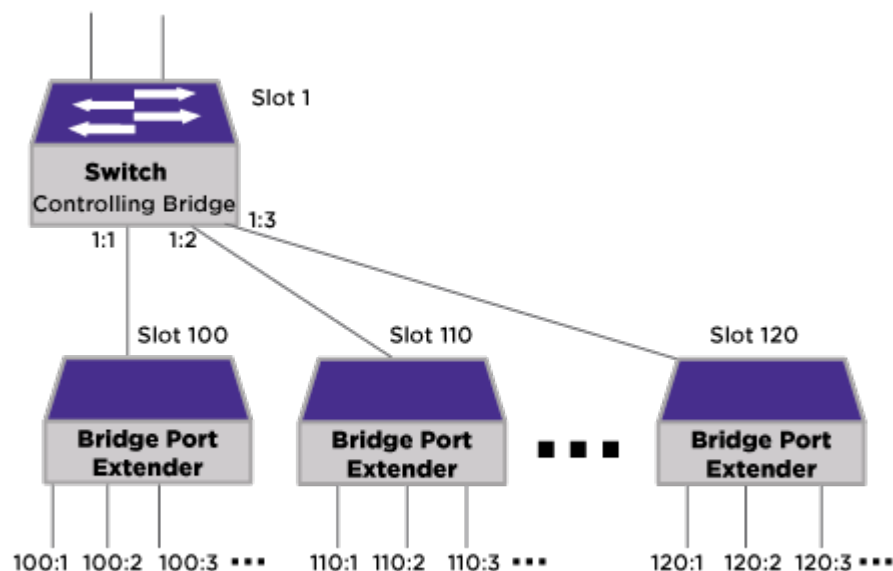 Slot 1
Switch
Controlling Bridge
1:1
1:2
1:3
Slot 100
Slot 110
Slot 120
Bridge Port
Extender
Bridge Port
Extender
Bridge Port
Extender
100:1 100:2 100:3 ...
110:1 110:2 110:3 ...
120:1 120:2 120:3 ...